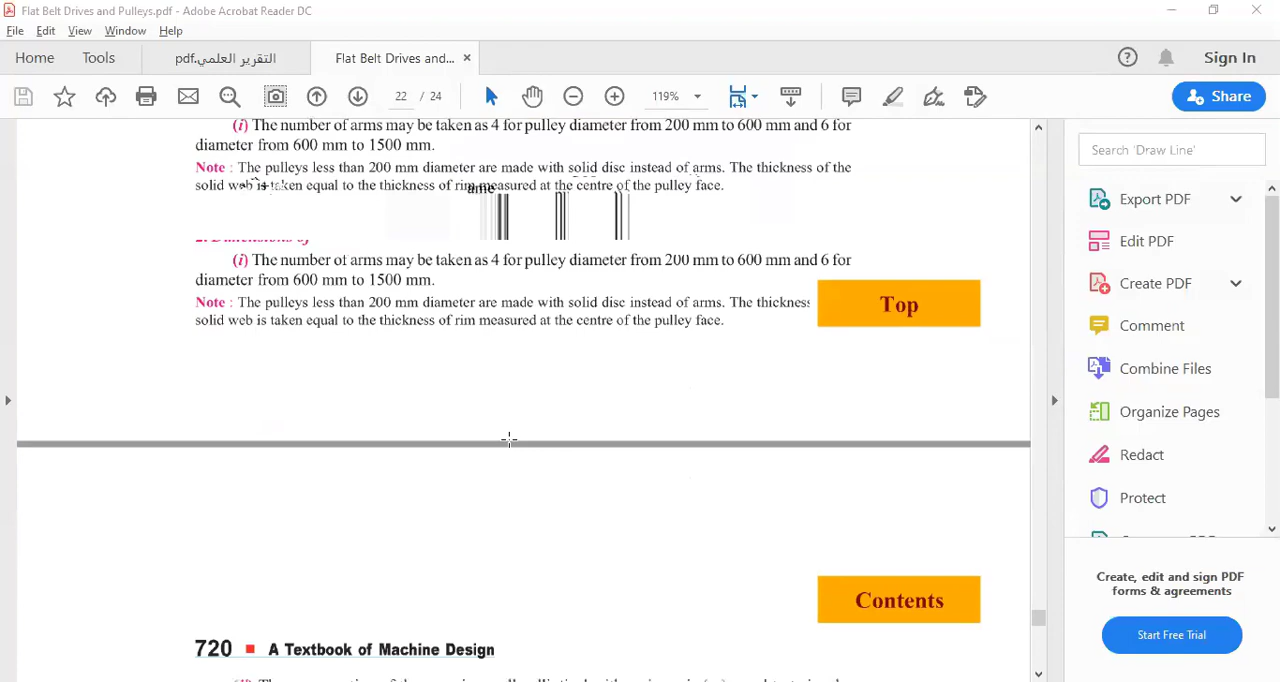 Flat Belt Drives and Pulleys.pdf - Adobe Acrobat Reader DC
File Edit View Window Help
Home Tools التقرير العلمي.pdf Flat Belt Drives and... × Sign In
22 / 24 119% Share
(i) The number of arms may be taken as 4 for pulley diameter from 200 mm to 600 mm and 6 for
diameter from 600 mm to 1500 mm.
Note : The pulleys less than 200 mm diameter are made with solid disc instead of arms. The thickness of the
solid web is taken equal to the thickness of rim measured at the centre of the pulley face.
ame
2. Dimensions of
(i) The number of arms may be taken as 4 for pulley diameter from 200 mm to 600 mm and 6 for
diameter from 600 mm to 1500 mm.
Note : The pulleys less than 200 mm diameter are made with solid disc instead of arms. The thickness
solid web is taken equal to the thickness of rim measured at the centre of the pulley face.
Top
Contents
720 ■ A Textbook of Machine Design
Search 'Draw Line'
Export PDF
Edit PDF
Create PDF
Comment
Combine Files
Organize Pages
Redact
Protect
Create, edit and sign PDF
forms & agreements
Start Free Trial